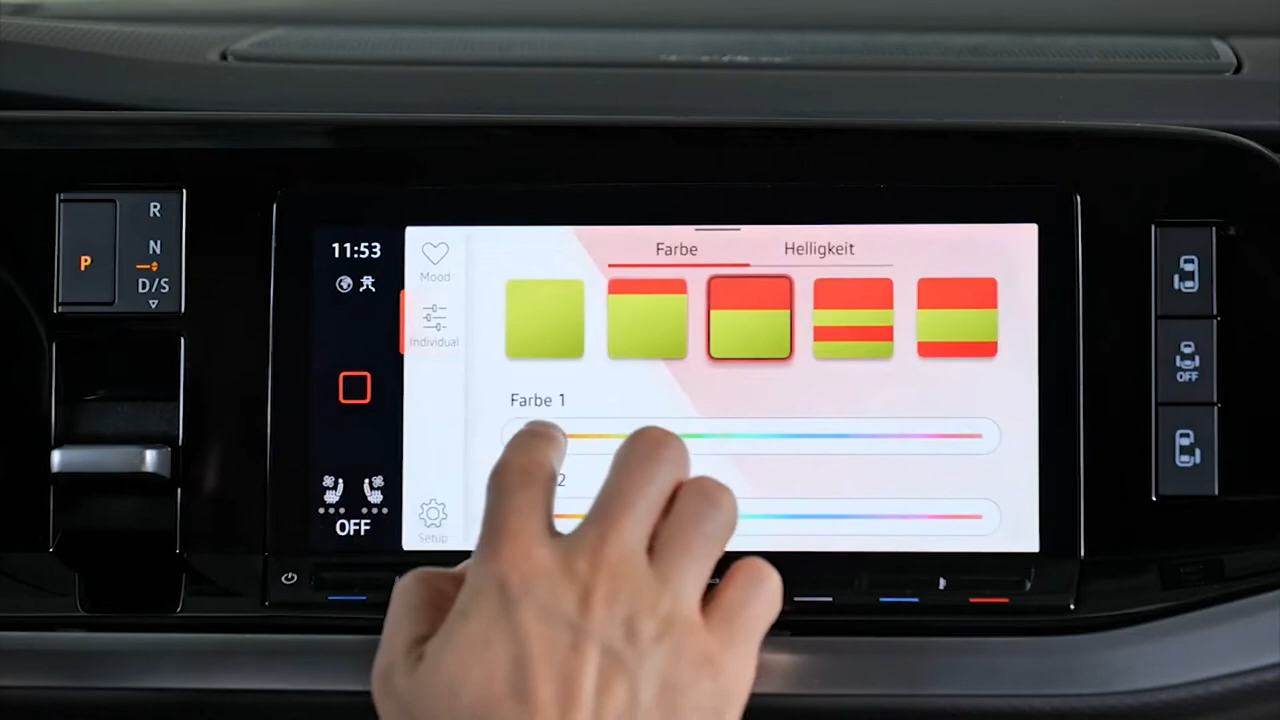 R
N
P
D/S
11:53
OFF
Mood
Individual
Setup
Farbe
Helligkeit
Farbe 1
2
OFF